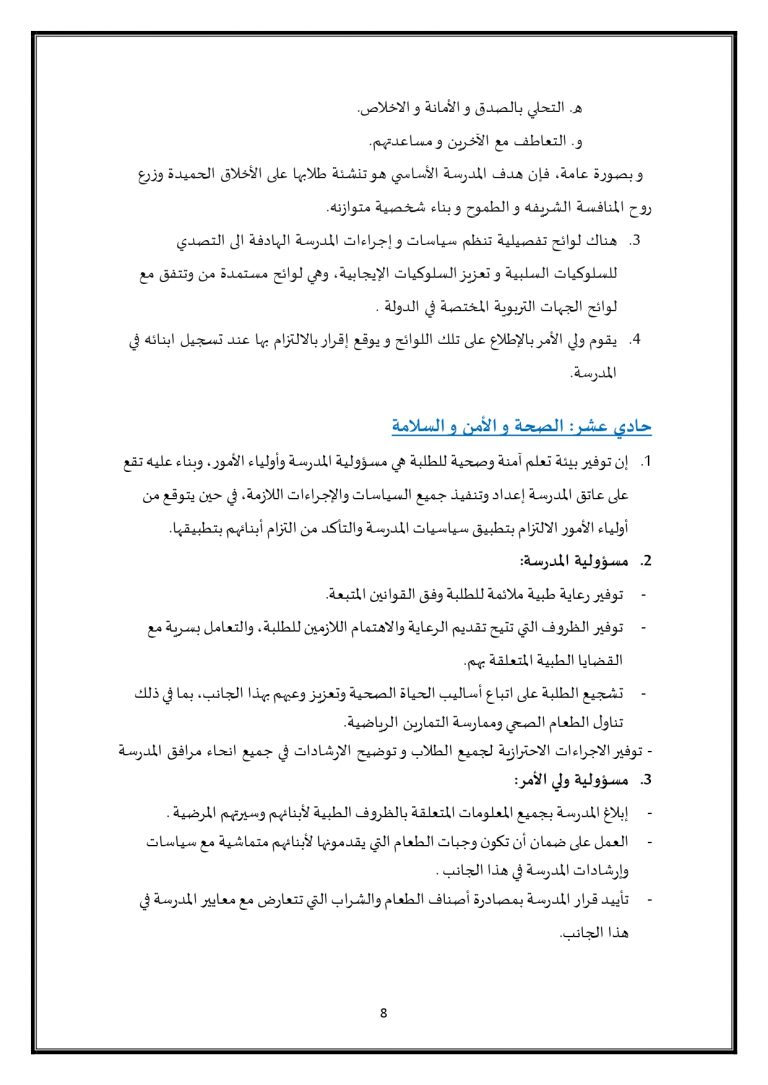 هـ. التحلي بالصدق و الأمانة و الاخلاص.
و. التعاطف مع الآخرين و مساعدتهم.
و بصورة عامة، فإن هدف المدرسة الأساسي هو تنشئة طلابها على الأخلاق الحميدة وزرع
روح المنافسة الشريفه و الطموح و بناء شخصية متوازنه.
3. هناك لوائح تفصيلية تنظم سياسات و إجراءات المدرسة الهادفة الى التصدي
للسلوكيات السلبية و تعزيز السلوكيات الإيجابية، وهي لوائح مستمدة من وتتفق مع
لوائح الجهات التربوية المختصة في الدولة .
4. يقوم ولي الأمر بالإطلاع على تلك اللوائح و يوقع إقرار بالالتزام بها عند تسجيل ابنائه في
المدرسة.
حادي عشر: الصحة و الأمن و السلامة
1. إن توفير بيئة تعلم آمنة وصحية للطلبة هي مسؤولية المدرسة وأولياء الأمور، وبناء عليه تقع
على عاتق المدرسة إعداد وتنفيذ جميع السياسات والإجراءات اللازمة، في حين يتوقع من
أولياء الأمور الالتزام بتطبيق سياسيات المدرسة والتأكد من التزام أبنائهم بتطبيقها.
2. مسؤولية المدرسة:
- توفير رعاية طبية ملائمة للطلبة وفق القوانين المتبعة.
- توفير الظروف التي تتيح تقديم الرعاية والاهتمام اللازمين للطلبة، والتعامل بسرية مع
القضايا الطبية المتعلقة بهم.
- تشجيع الطلبة على اتباع أساليب الحياة الصحية وتعزيز وعيهم بهذا الجانب، بما في ذلك
تناول الطعام الصحي وممارسة التمارين الرياضية.
- توفير الاجراءات الاحترازية لجميع الطلاب و توضيح الارشادات في جميع انحاء مرافق المدرسة
3. مسؤولية ولي الأمر:
- إبلاغ المدرسة بجميع المعلومات المتعلقة بالظروف الطبية لأبنائهم وسيرتهم المرضية .
- العمل على ضمان أن تكون وجبات الطعام التي يقدمونها لأبنائهم متماشية مع سياسات
وإرشادات المدرسة في هذا الجانب .
- تأييد قرار المدرسة بمصادرة أصناف الطعام والشراب التي تتعارض مع معايير المدرسة في
هذا الجانب.
8